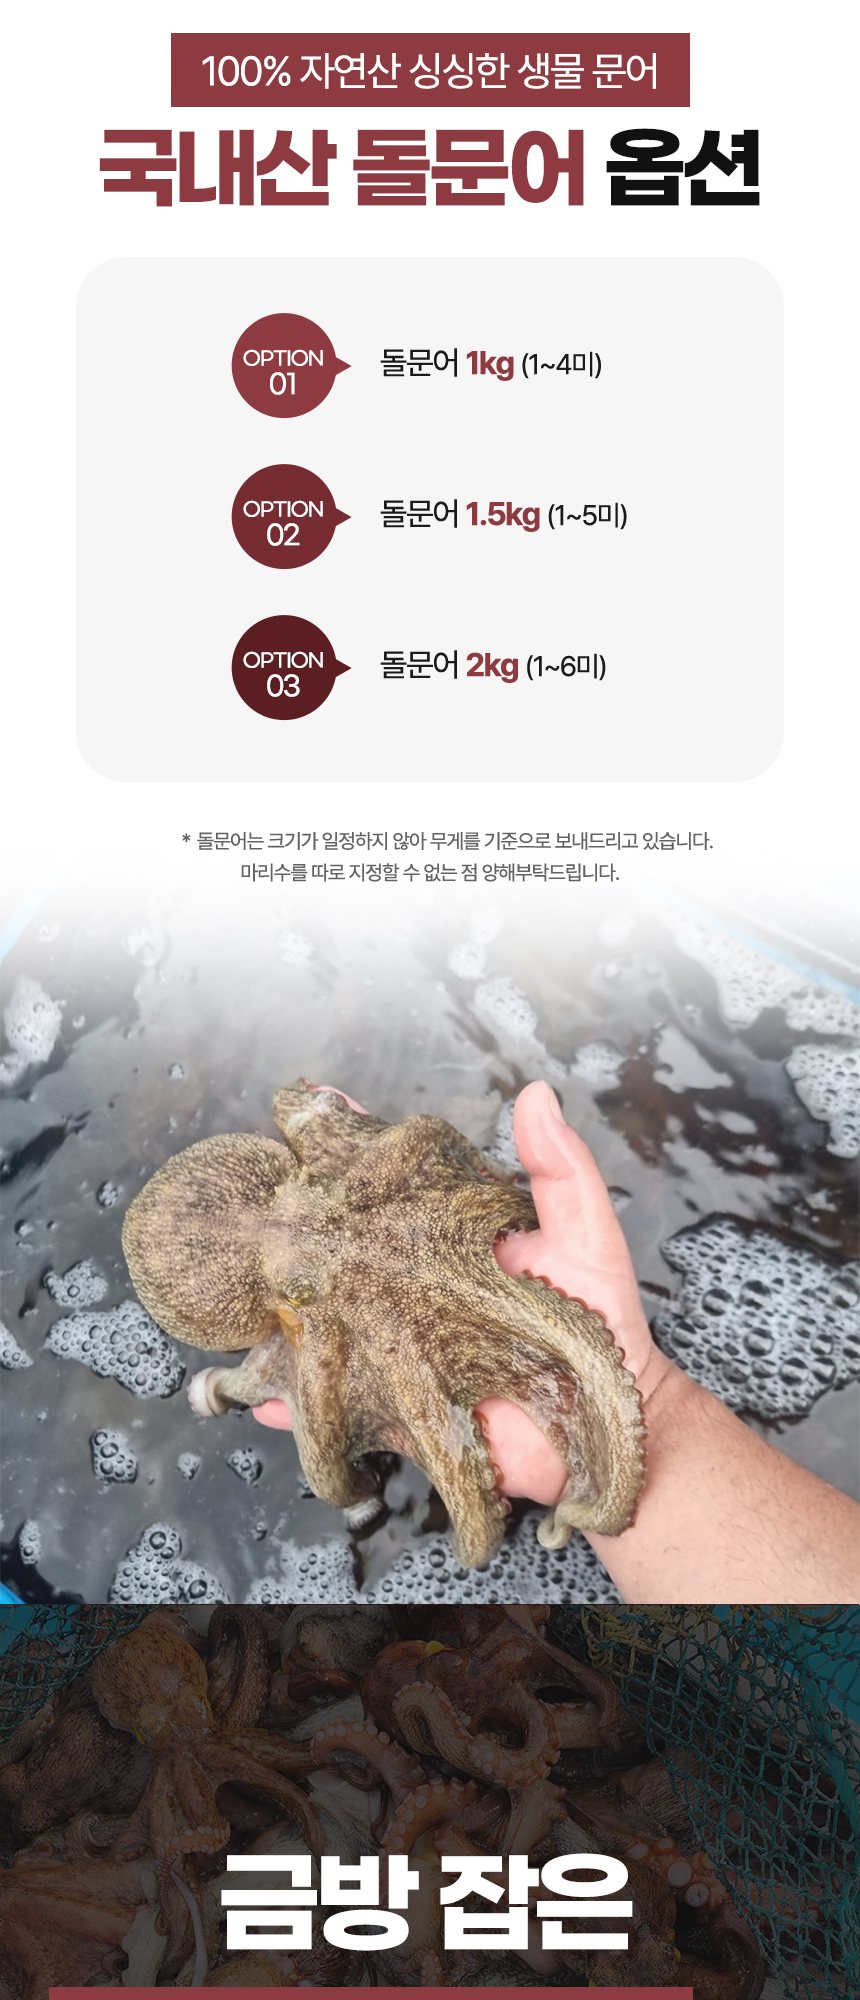 100% 자연산 싱싱한 생물 문어
국내산 돌문어 옵션
OPTION
01
돌문어 1kg (1~4미)
OPTION
02
돌문어 1.5kg (1~5미)
OPTION
03
돌문어 2kg (1~6미)
* 돌문어는 크기가 일정하지 않아 무게를 기준으로 보내드리고 있습니다.
마리수를 따로 지정할 수 없는 점 양해부탁드립니다.
금방 잡은